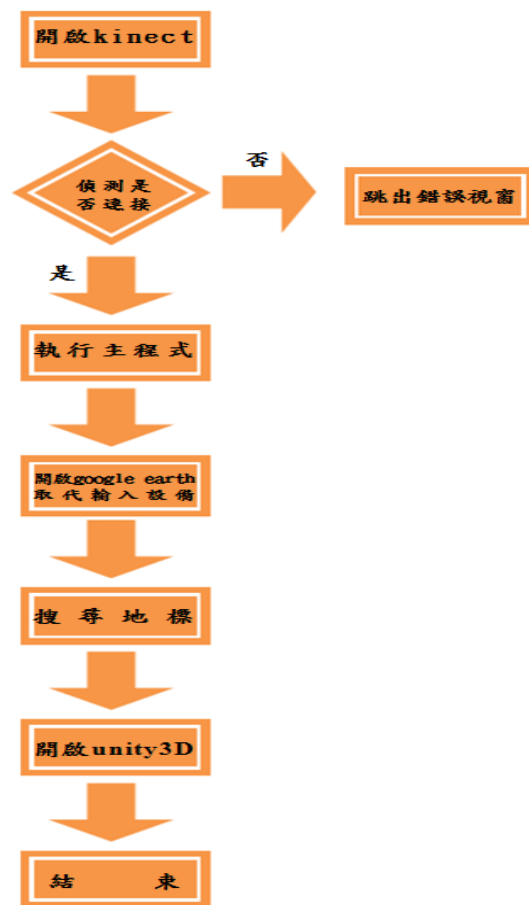 開啟kinect
否
偵測是
否連接
跳出錯誤視窗
是
執行主程式
開啟google earth
取代輸入設備
搜尋地標
開啟unity3D
結束